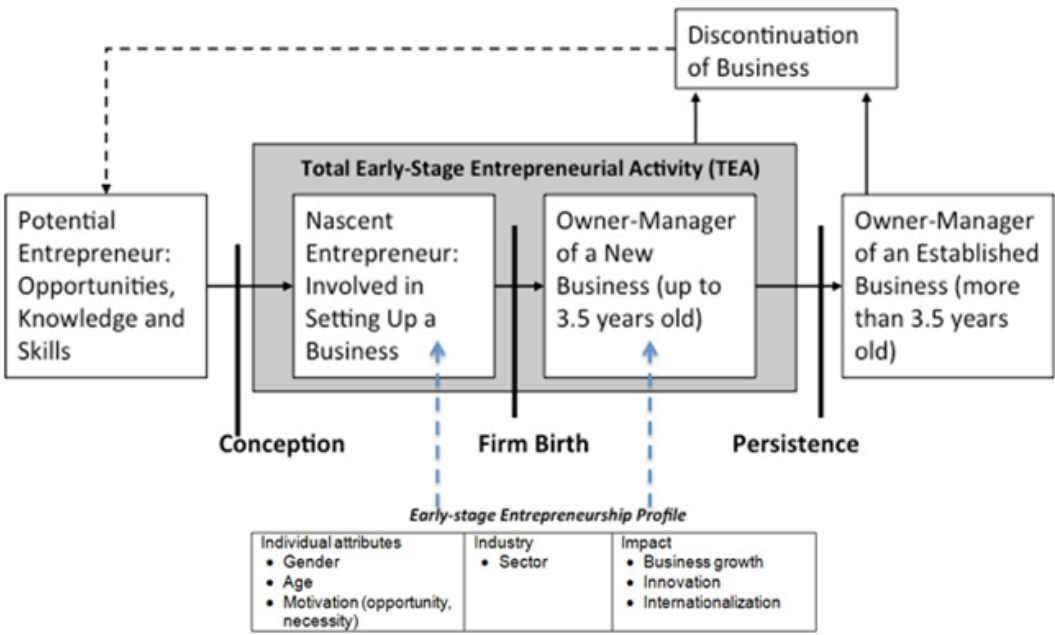 Discontinuation
of Business
Total Early-Stage Entrepreneurial Activity (TEA)
Potential
Entrepreneur:
Opportunities,
Knowledge and
Skills
Nascent
Entrepreneur:
Involved in
Setting Up a
Business
Owner-Manager
of a New
Business (up to
3.5 years old)
Owner-Manager
of an Established
Business (more
than 3.5 years
old)
Conception
Firm Birth
Persistence
Early-stage Entrepreneurship Profile
Individual attributes
• Gender
• Age
• Motivation (opportunity,
necessity)
Industry
• Sector
Impact
• Business growth
• Innovation
• Internationalization